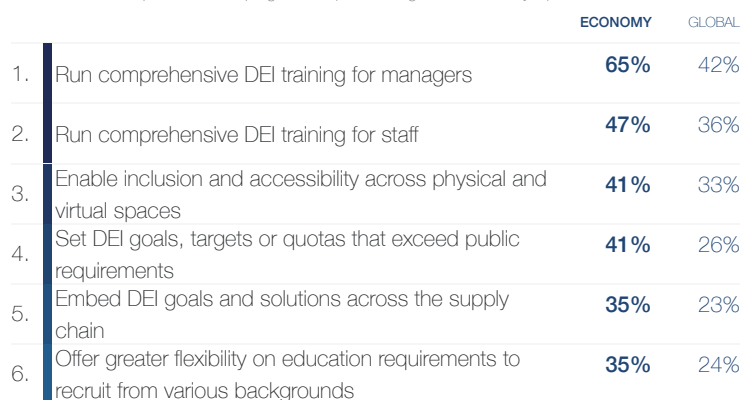 ECONOMY GLOBAL
1. Run comprehensive DEI training for managers 65% 42%
2. Run comprehensive DEI training for staff 47% 36%
3. Enable inclusion and accessibility across physical and
virtual spaces 41% 33%
4. Set DEI goals, targets or quotas that exceed public
requirements 41% 26%
5. Embed DEI goals and solutions across the supply
chain 35% 23%
6. Offer greater flexibility on education requirements to
recruit from various backgrounds 35% 24%